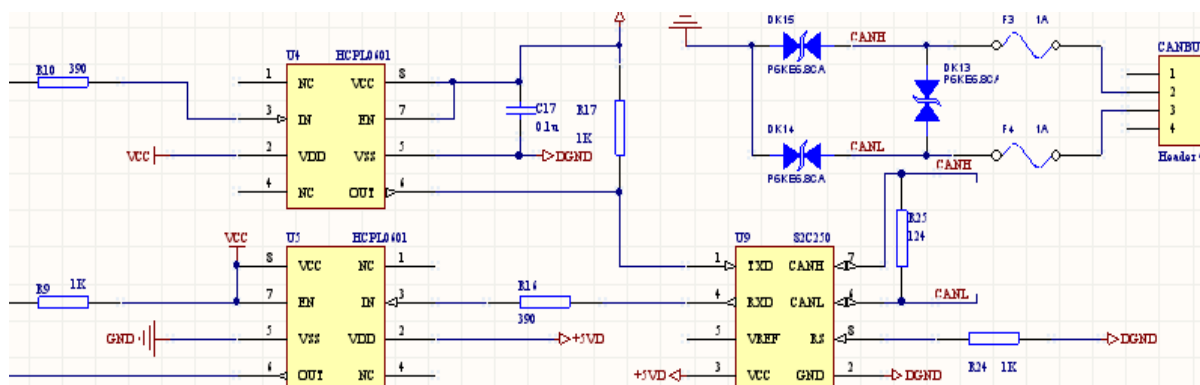 DK15
F3 1A
CANH
CANBU
P6KE6.8CA
DK13
P6KE6.8CA
1
2
3
4
Header
DK14
CANL
F4 1A
P6KE6.8CA
CANH
R10 390
U4 HCPL0601
1 NC VCC 8
3 IN EN 7
VCC 2 VDD VSS 5 DGND
4 NC OUT 6
C17
0.1u
R17
1K
R25
124
CANL
VCC
U5 HCPL0601
8 VCC NC 1
R9 1K
7 EN IN 3
R16
390
GND 5 VSS VDD 2 +5VD
6 OUT NC 4
U9
1 TXD CANH 7
4 RXD CANL 6
5 VREF RS 8
+5VD 3 VCC GND 2 DGND
R24 1K
DGND